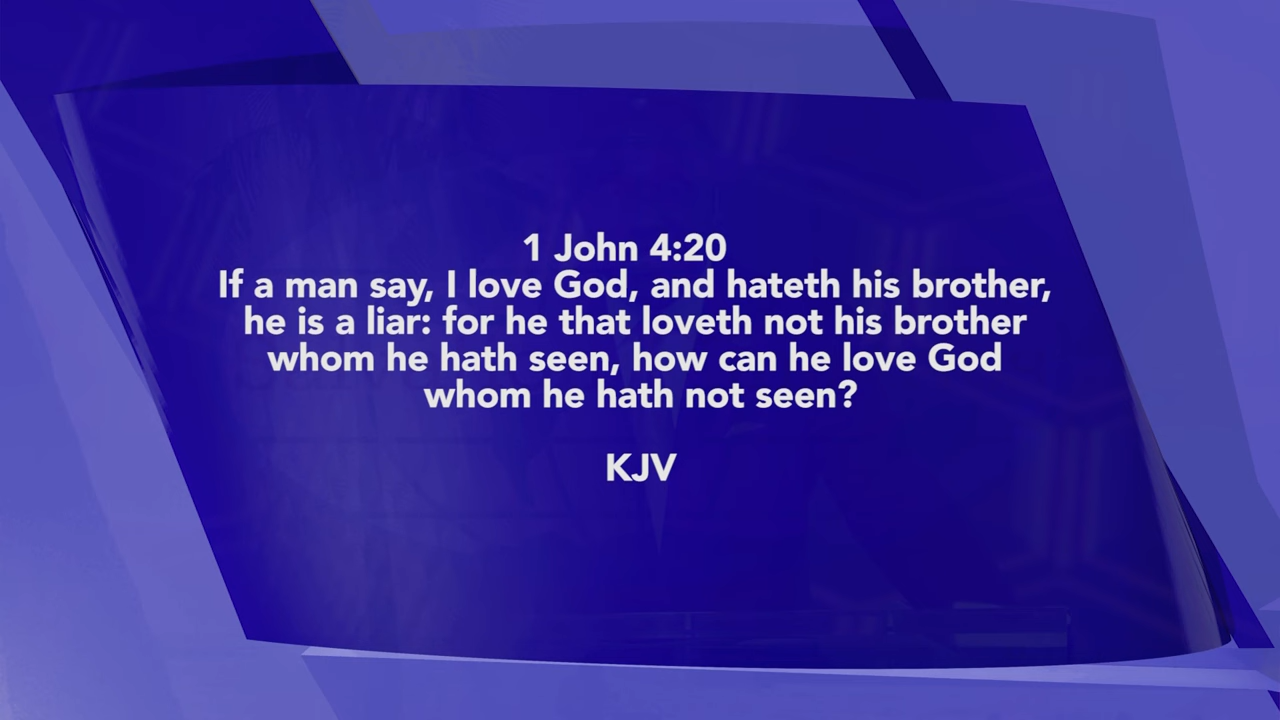 1 John 4:20
If a man say, I love God, and hateth his brother,
he is a liar: for he that loveth not his brother
whom he hath seen, how can he love God
whom he hath not seen?
KJV